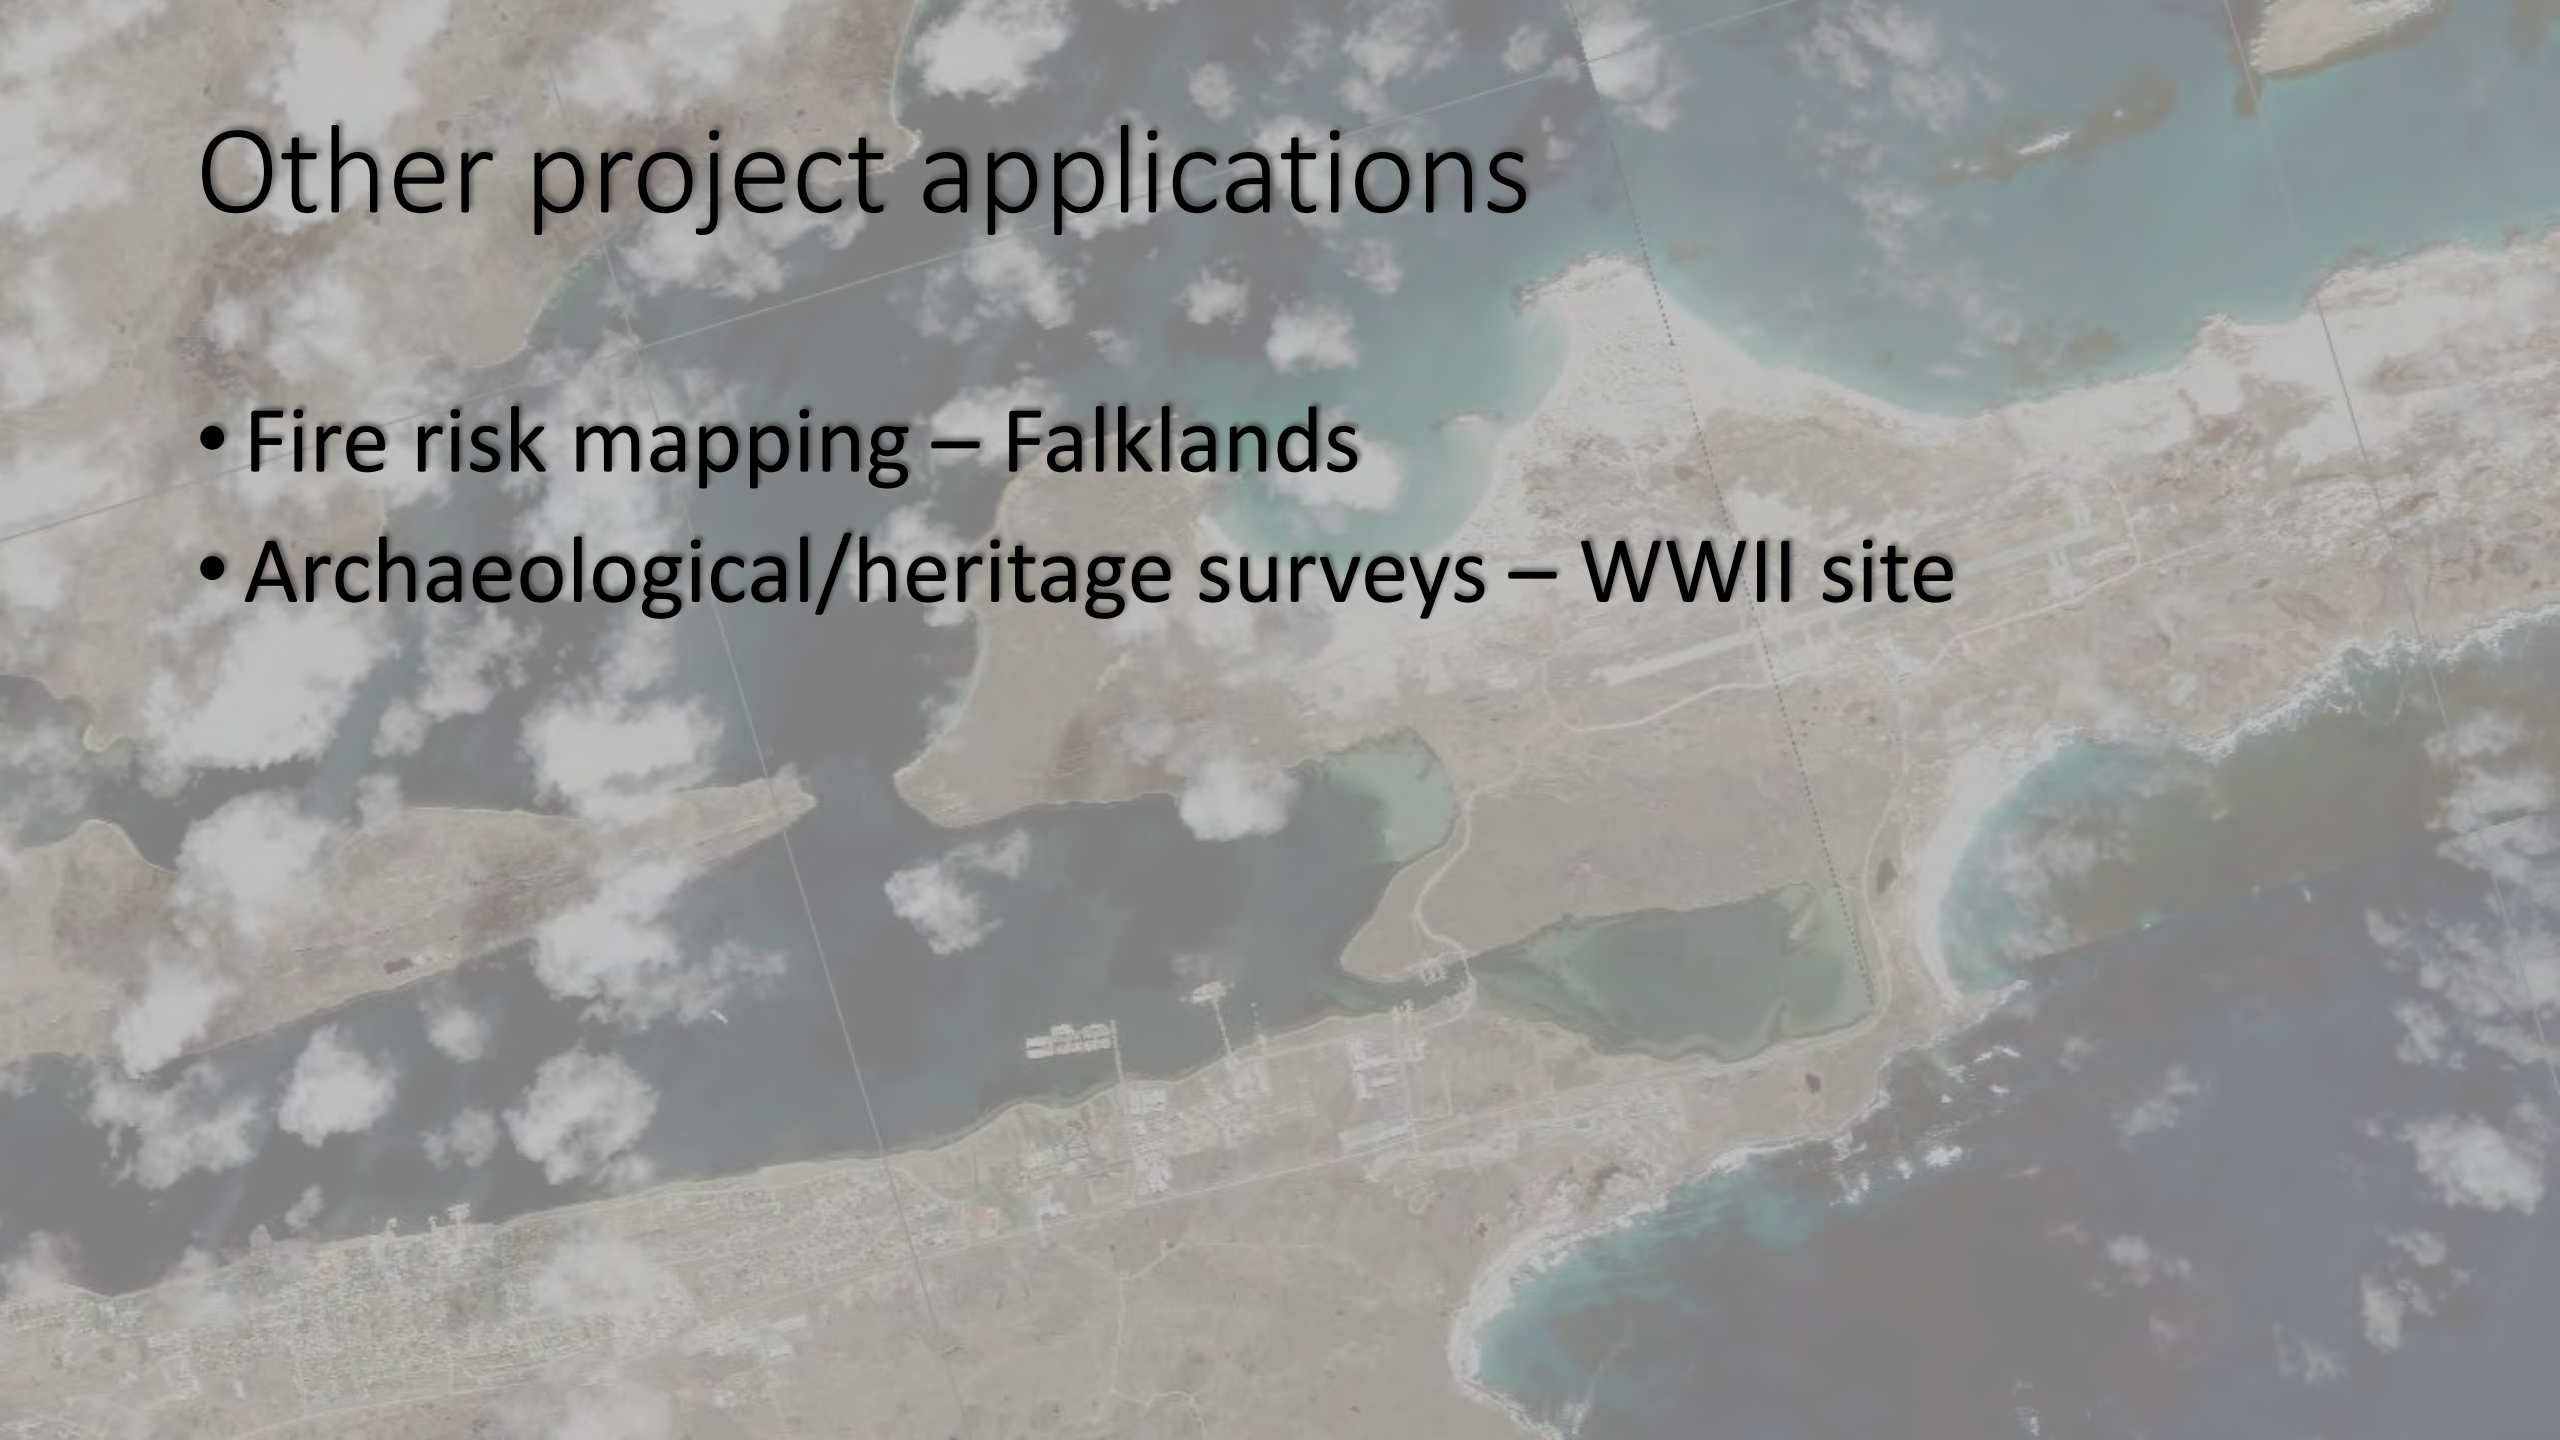 Other project applications
• Fire risk mapping – Falklands
• Archaeological/heritage surveys – WWII site